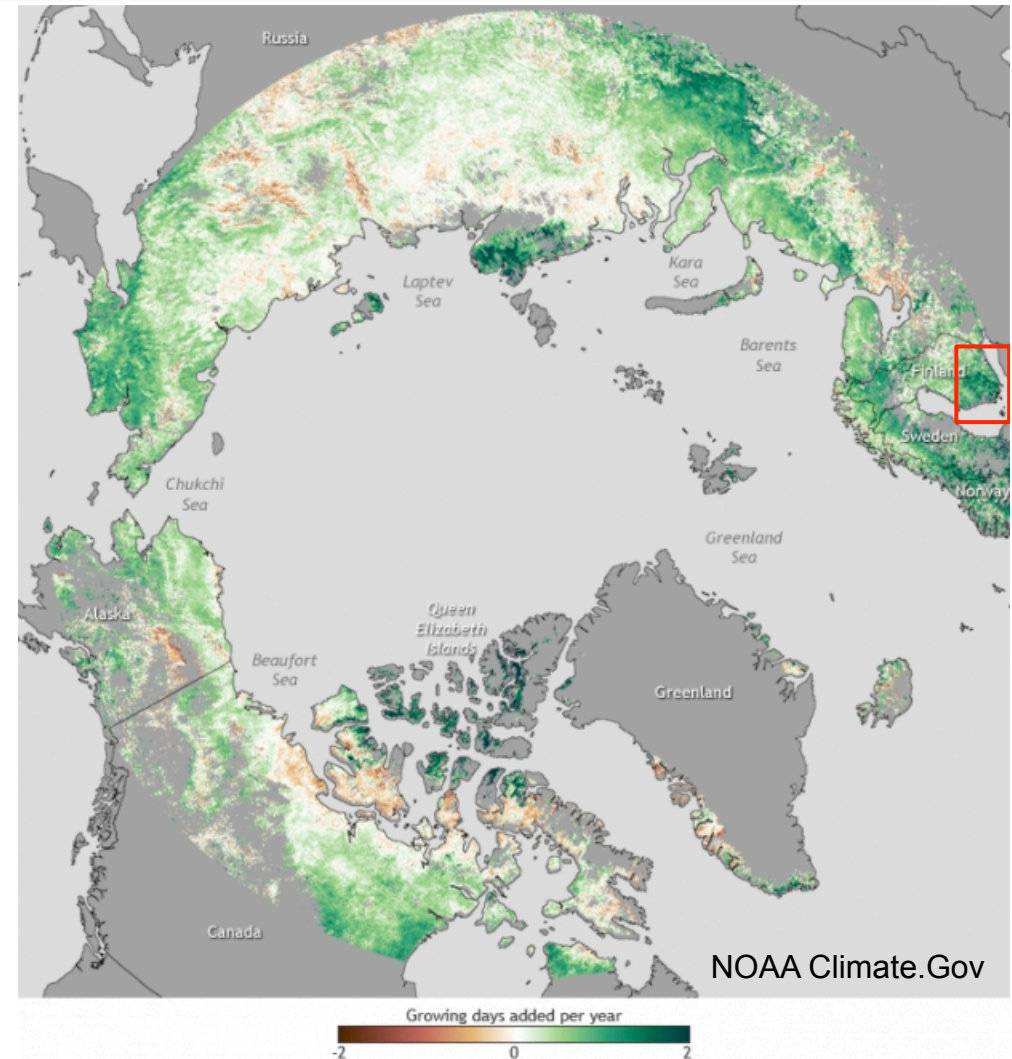 Russia
Laptev
Sea
Kara
Sea
Barents
Sea
Finland
Sweden
Norway
Chukchi
Sea
Greenland
Sea
Alaska
Queen
Elizabeth
Islands
Beaufort
Sea
Greenland
Canada
NOAA Climate.Gov
Growing days added per year
-2 0 2